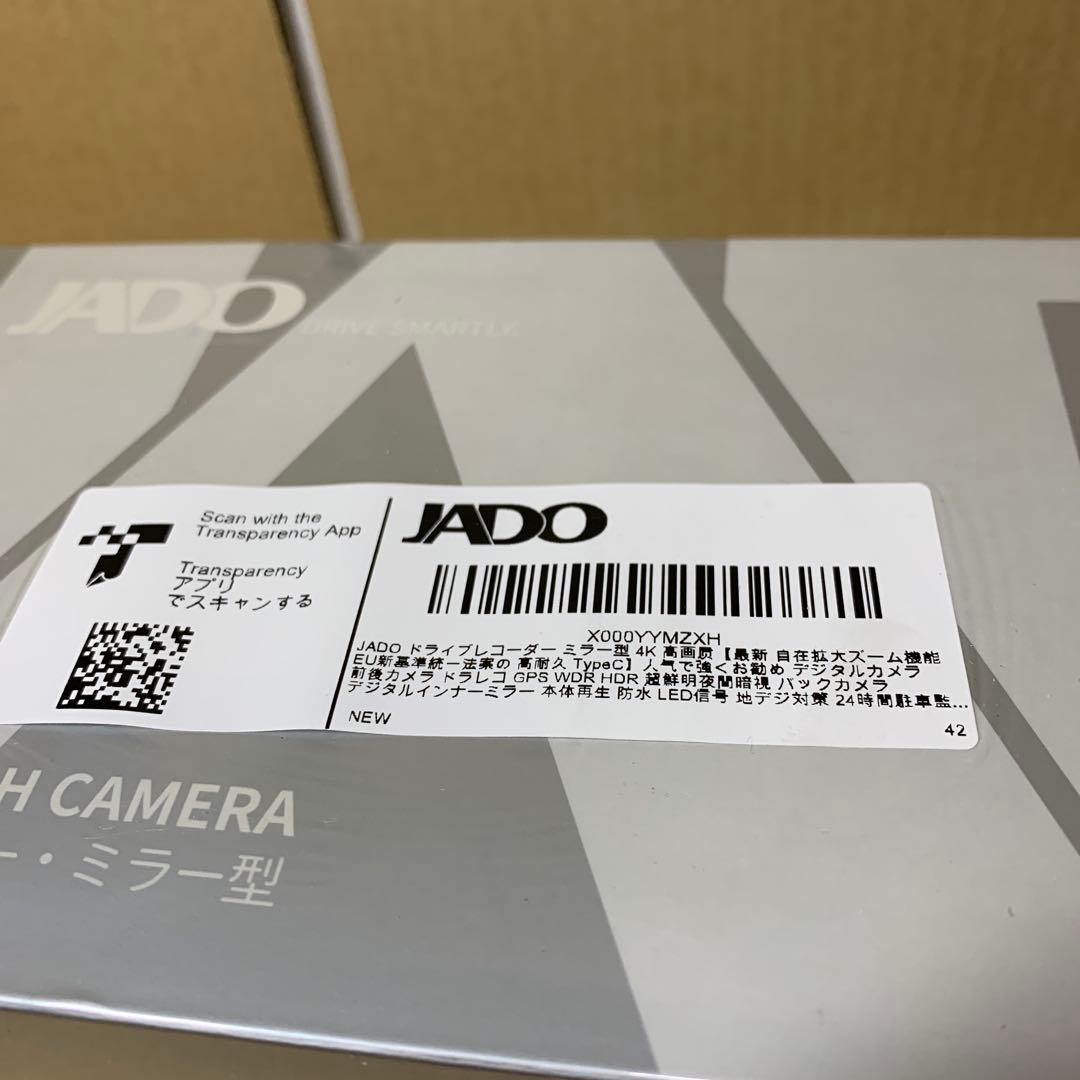 JADO DRIVE SMARTLY
Scan with the
Transparency App
Transparency
アプリ
でスキャンする
JADO
X000YYMZXH
JADO ドライブレコーダー ミラー型 4K 高画质【最新 自在拡大ズーム機能
EU新基準統一法案の 高耐久 TypeC】人気で強くお勧め デジタルカメラ
前後カメラ ドラレコ GPS WDR HDR 超鮮明夜間暗視 バックカメラ
デジタルインナーミラー 本体再生 防水 LED信号 地デジ対策 24時間駐車監...
NEW
42
H CAMERA
ー・ミラー型